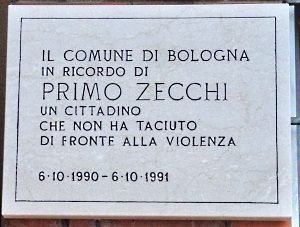 IL COMUNE DI BOLOGNA
IN RICORDO DI
PRIMO ZECCHI
UN CITTADINO
CHE NON HA TACIUTO
DI FRONTE ALLA VIOLENZA
6·10·1990-6·10·1991